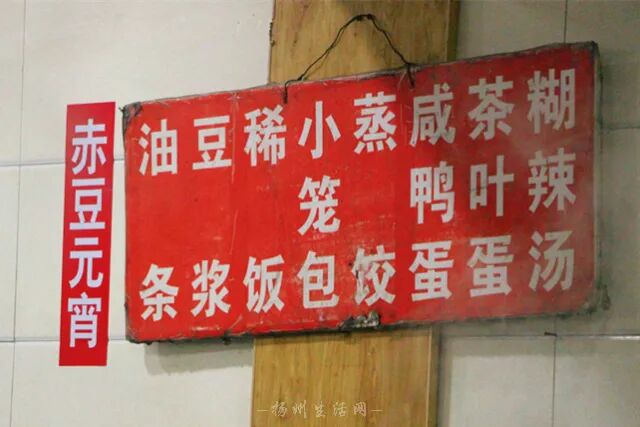 赤豆元宵
油条
豆浆
稀饭
小笼包
蒸饺
咸鸭蛋
茶叶蛋
糊辣汤
扬州生活网